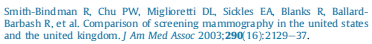 Smith-Bindman R, Chu PW, Miglioretti DL, Sickles EA, Blanks R, Ballard-
Barbash R, et al. Comparison of screening mammography in the united states
and the united kingdom. J Am Med Assoc 2003;290(16):2129–37.